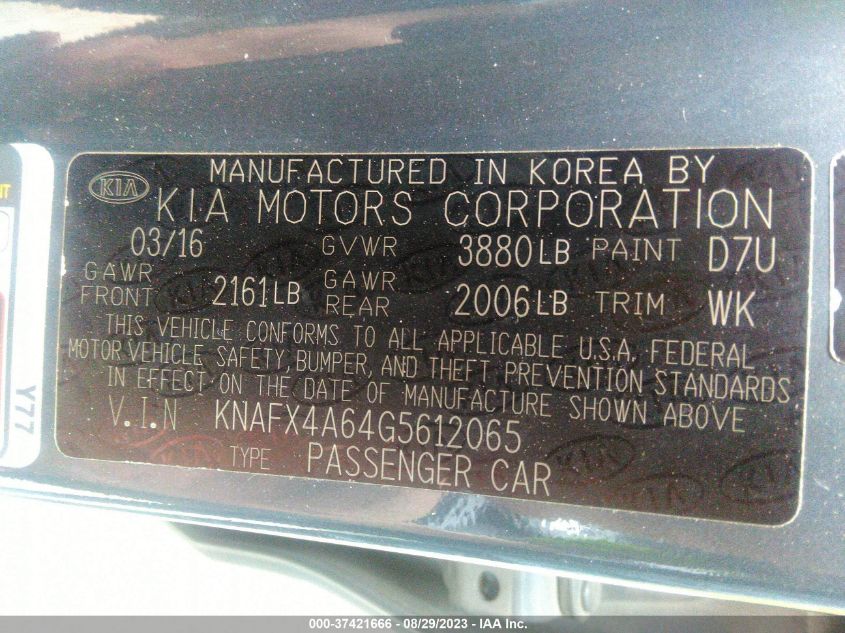 MANUFACTURED IN KOREA BY
KIA KIA MOTORS CORPORATION
03/16 GVWR 3880LB PAINT D7U
GAWR FRONT 2161LB GAWR REAR 2006LB TRIM WK
THIS VEHICLE CONFORMS TO ALL APPLICABLE U.S.A. FEDERAL
MOTOR VEHICLE SAFETY, BUMPER, AND THEFT PREVENTION STANDARDS
IN EFFECT ON THE DATE OF MANUFACTURE SHOWN ABOVE
V.I.N KNAFX4A64G5612065
TYPE PASSENGER CAR
Y77
000-37421666 - 08/29/2023 - IAA Inc.